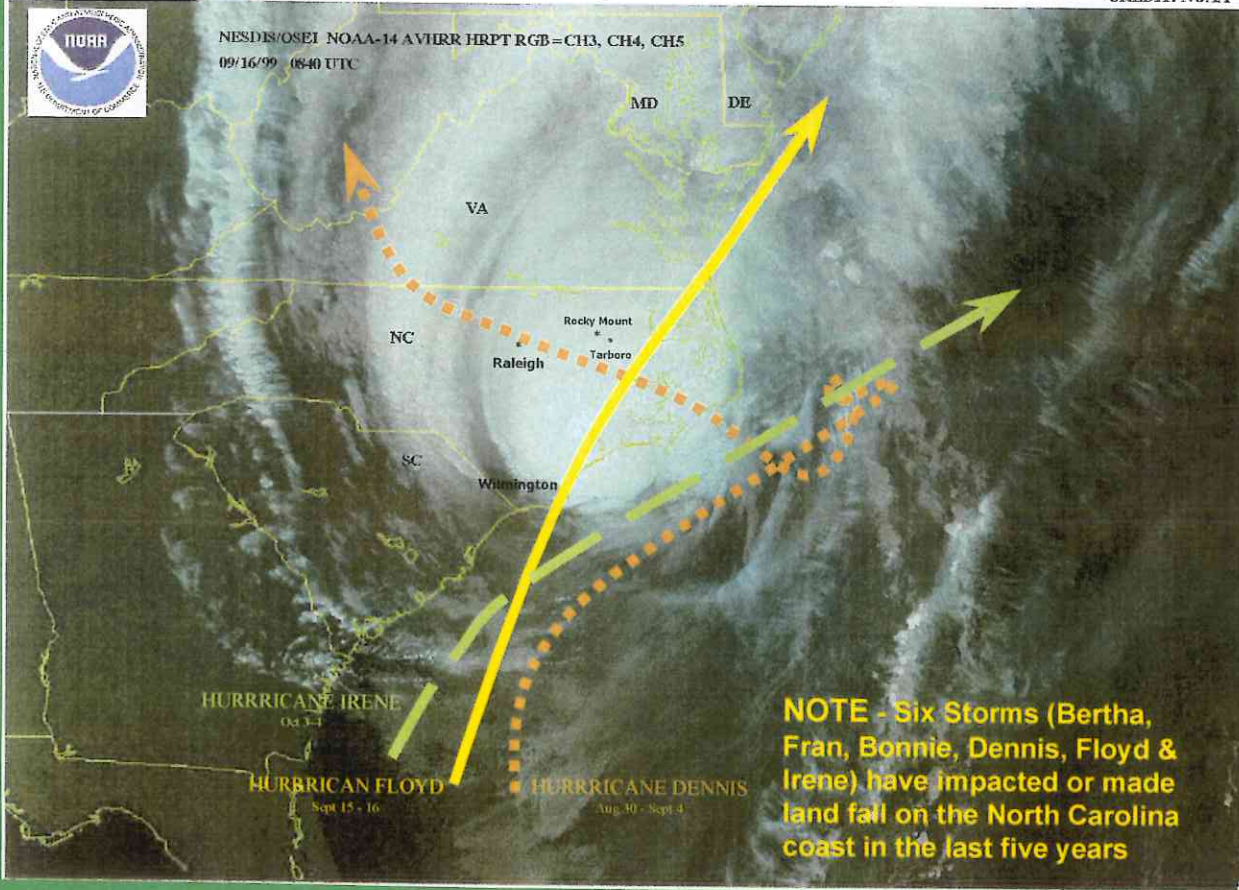 NOAA
NESDIS/OSEI NOAA-14 AVHRR HRPT RGB=CH3, CH4, CH5
09/16/99 0840 UTC
MD
DE
VA
Rocky Mount
NC
Raleigh
Tarboro
SC
Wilmington
HURRRICANE IRENE
Oct 3-4
HURRRICAN FLOYD
Sept 15 - 16
HURRRICANE DENNIS
Aug 30 - Sept 4
NOTE - Six Storms (Bertha,
Fran, Bonnie, Dennis, Floyd &
Irene) have impacted or made
land fall on the North Carolina
coast in the last five years